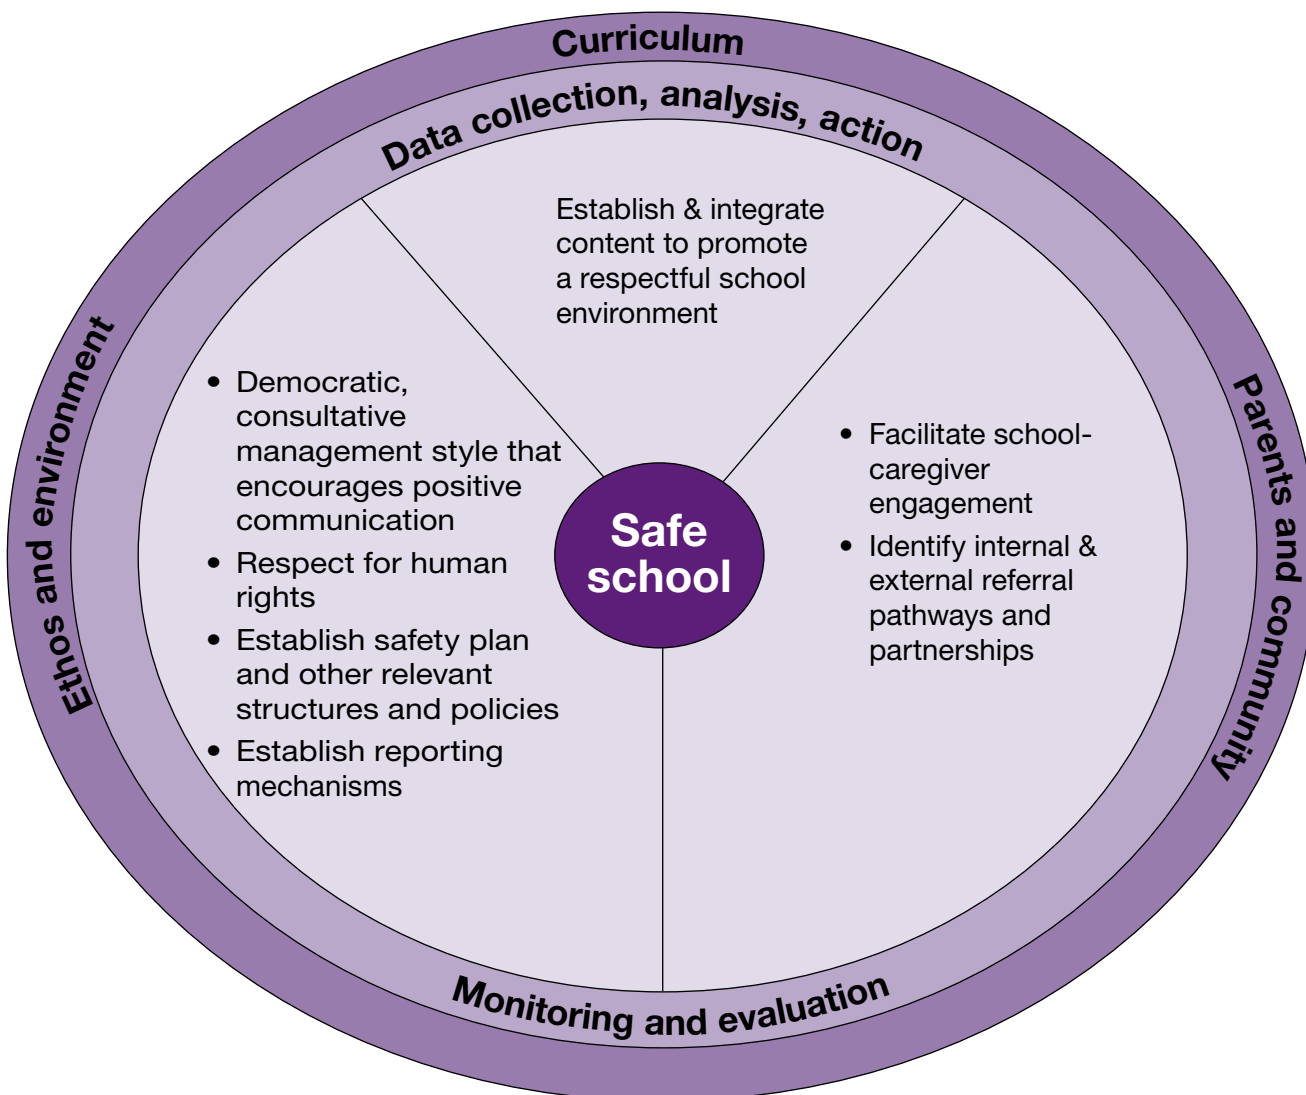 Curriculum
Data collection, analysis, action
Establish & integrate
content to promote
a respectful school
environment
Ethos and environment
• Democratic,
consultative
management style that
encourages positive
communication
• Respect for human
rights
• Establish safety plan
and other relevant
structures and policies
• Establish reporting
mechanisms
Safe
school
• Facilitate school-
caregiver
engagement
• Identify internal &
external referral
pathways and
partnerships
Parents and community
Monitoring and evaluation